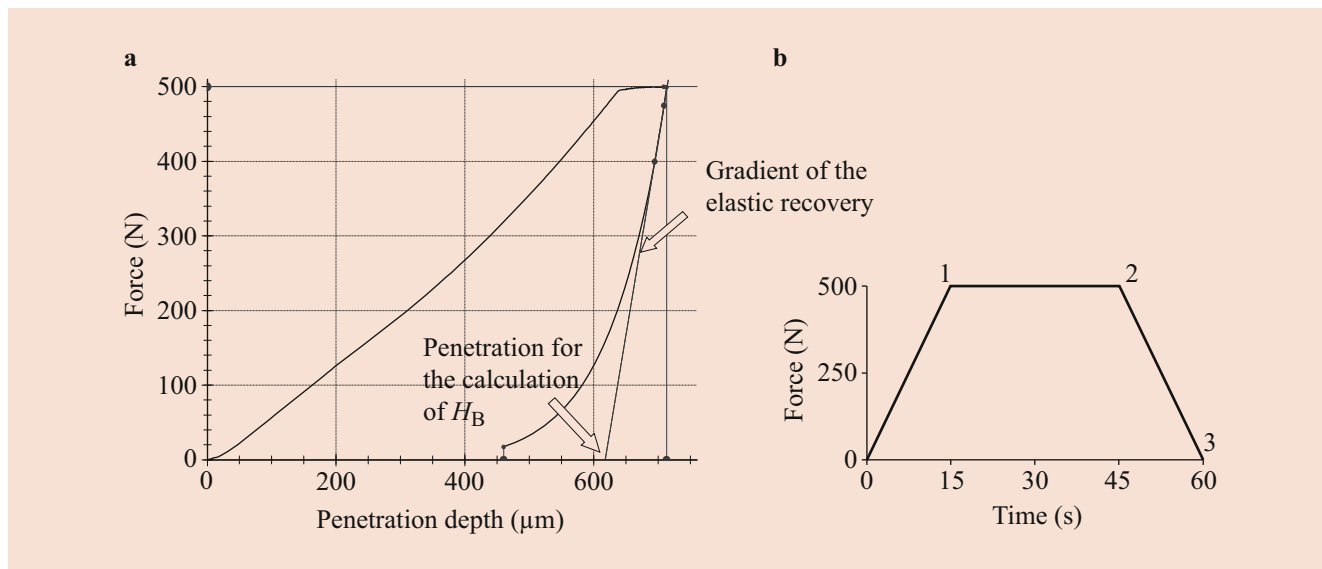 a
500
400
300
200
100
0
Force (N)
0
200
400
600
Penetration depth (µm)
Gradient of the
elastic recovery
Penetration for
the calculation
of HB
b
500
250
0
Force (N)
1
2
3
0
15
30
45
60
Time (s)